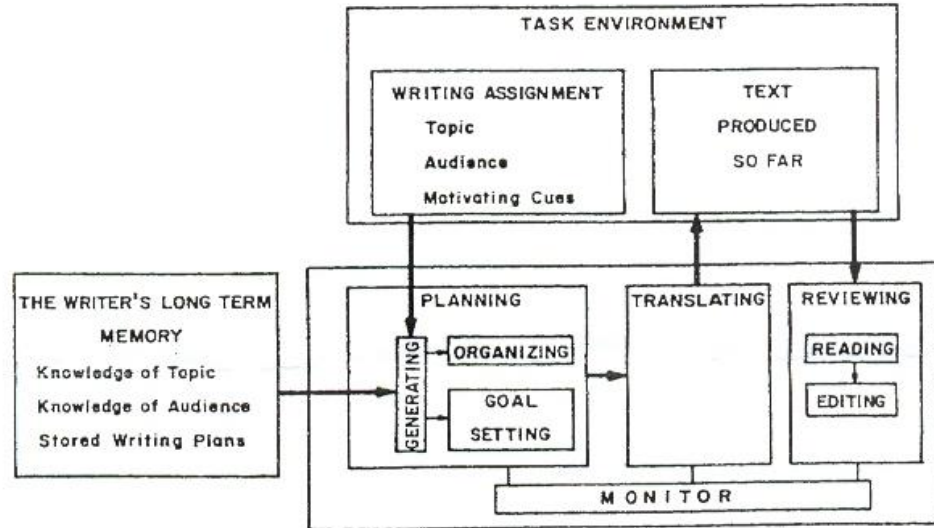 TASK ENVIRONMENT
WRITING ASSIGNMENT
Topic
Audience
Motivating Cues
TEXT
PRODUCED
SO FAR
THE WRITER'S LONG TERM
MEMORY
Knowledge of Topic
Knowledge of Audience
Stored Writing Plans
PLANNING
GENERATING
ORGANIZING
GOAL
SETTING
TRANSLATING
REVIEWING
READING
EDITING
MONITOR